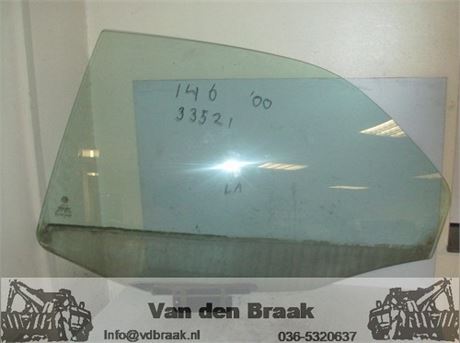 146 '00
33521
LA
Van den Braak
Info@vdbraak.nl 036-5320637